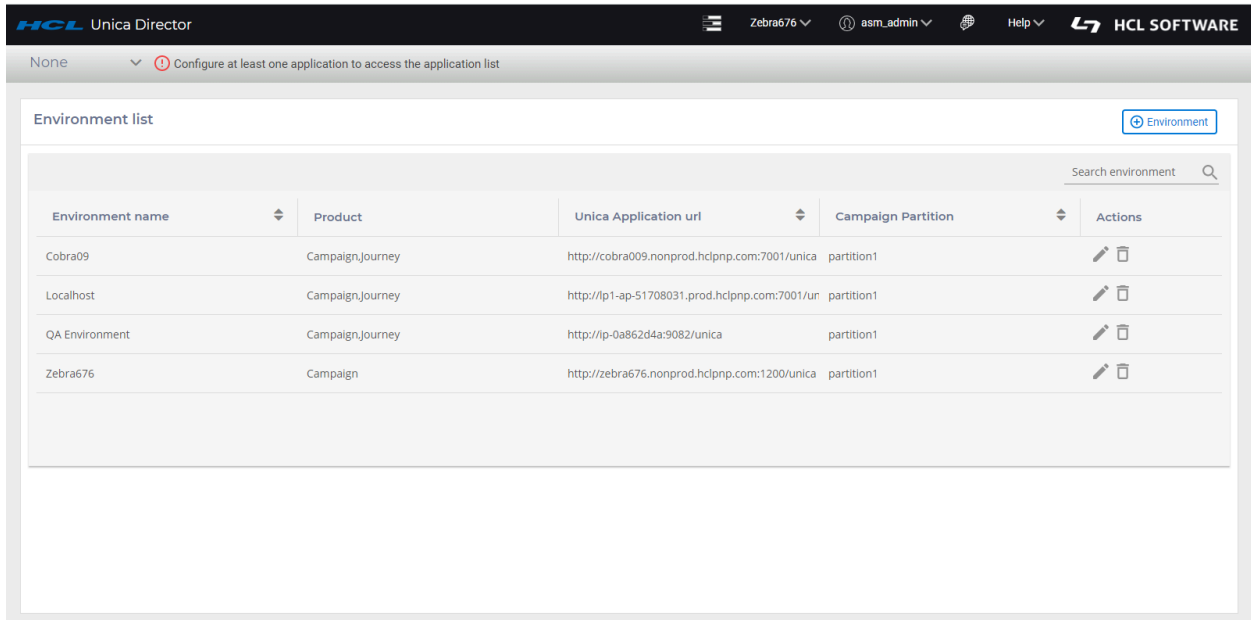 HCL Unica Director Zebra676 asm_admin Help HCL SOFTWARE
None Configure at least one application to access the application list
Environment list Environment
Search environment
Environment name Product Unica Application url Campaign Partition Actions
Cobra09 Campaign,Journey http://cobra009.nonprod.hclpnp.com:7001/unica partition1
Localhost Campaign,Journey http://lp1-ap-51708031.prod.hclpnp.com:7001/un partition1
QA Environment Campaign,Journey http://ip-0a862d4a:9082/unica partition1
Zebra676 Campaign http://zebra676.nonprod.hclpnp.com:1200/unica partition1